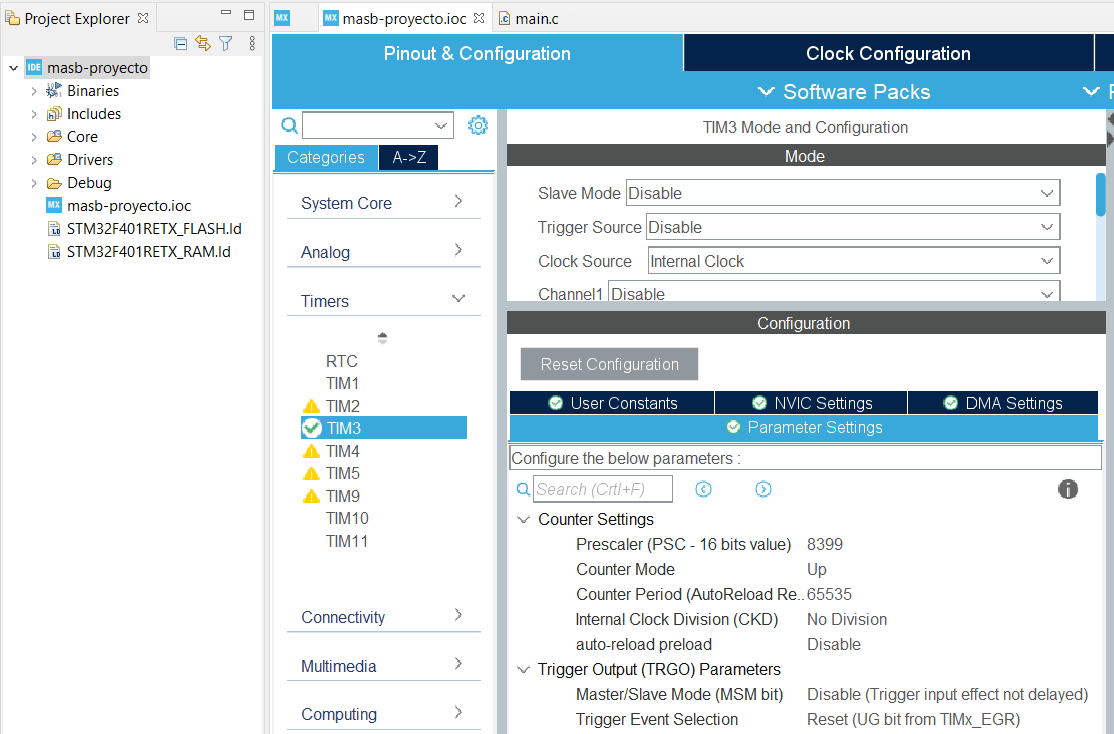 Project Explorer
MX
MX masb-proyecto.ioc
main.c
Pinout & Configuration
Clock Configuration
Software Packs
IDE masb-proyecto
Binaries
Includes
Core
Drivers
Debug
MX masb-proyecto.ioc
STM32F401RETX_FLASH.ld
STM32F401RETX_RAM.ld
Categories
A->Z
System Core
Analog
Timers
RTC
TIM1
TIM2
TIM3
TIM4
TIM5
TIM9
TIM10
TIM11
Connectivity
Multimedia
Computing
TIM3 Mode and Configuration
Mode
Slave Mode Disable
Trigger Source Disable
Clock Source Internal Clock
Channel1 Disable
Configuration
Reset Configuration
User Constants
NVIC Settings
DMA Settings
Parameter Settings
Configure the below parameters :
Search (Crtl+F)
Counter Settings
Prescaler (PSC - 16 bits value) 8399
Counter Mode Up
Counter Period (AutoReload Re.. 65535
Internal Clock Division (CKD) No Division
auto-reload preload Disable
Trigger Output (TRGO) Parameters
Master/Slave Mode (MSM bit) Disable (Trigger input effect not delayed)
Trigger Event Selection Reset (UG bit from TIMx_EGR)